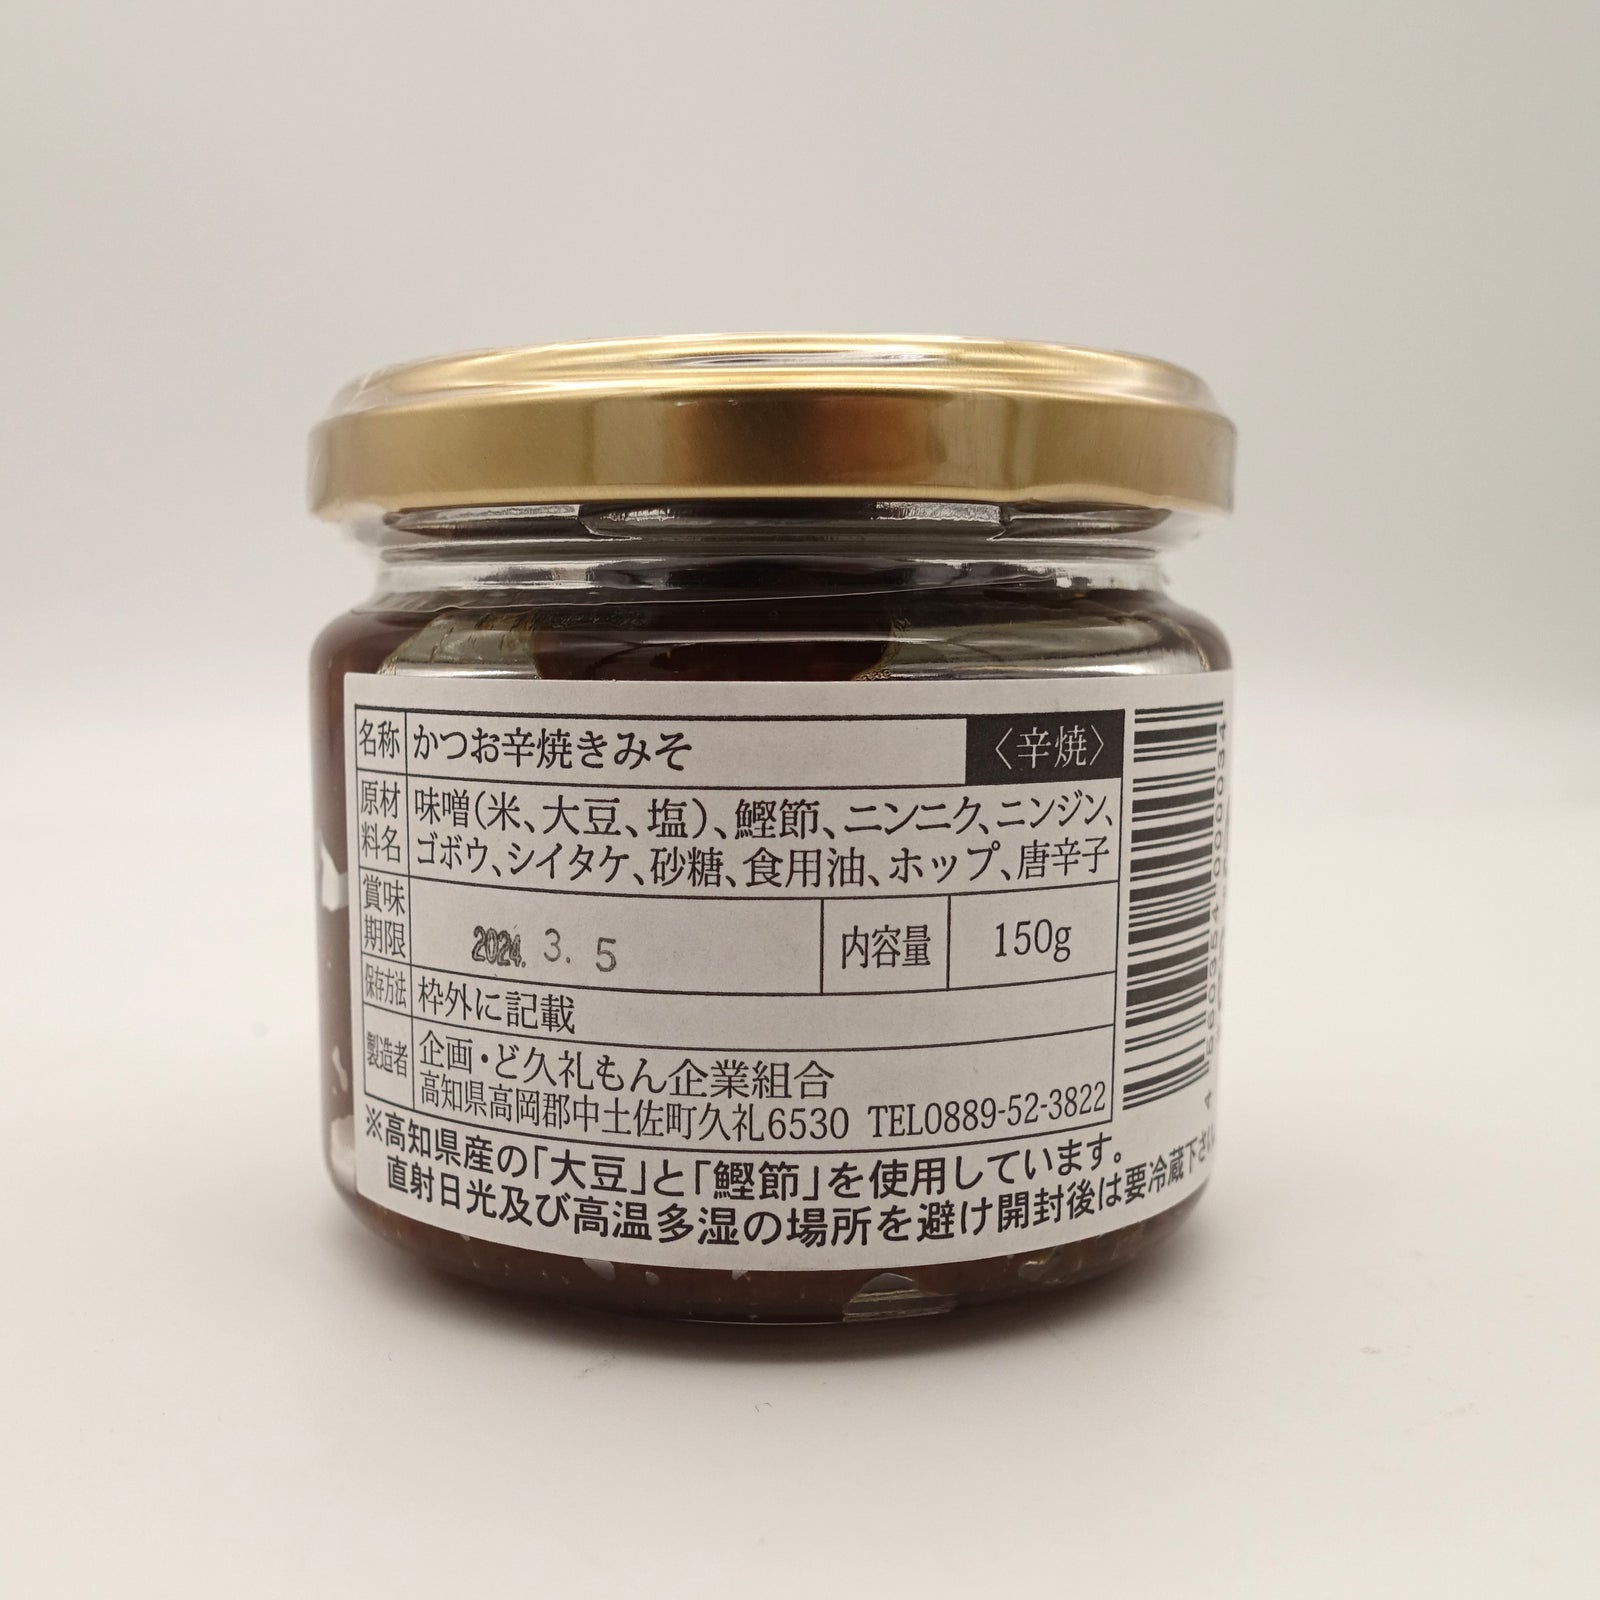 名称 かつお辛焼きみそ 〈辛焼〉
原材料名 味噌(米、大豆、塩)、鰹節、ニンニク、ニンジン、
ゴボウ、シイタケ、砂糖、食用油、ホップ、唐辛子
賞味期限 2024. 3. 5 内容量 150g
保存方法 枠外に記載
製造者 企画・ど久礼もん企業組合
高知県高岡郡中土佐町久礼6530 TEL0889-52-3822
※高知県産の「大豆」と「鰹節」を使用しています。
直射日光及び高温多湿の場所を避け開封後は要冷蔵下さい